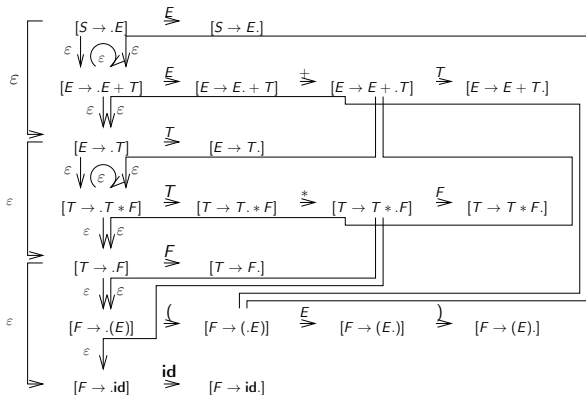 E
[S → .E] [S → E.]
ε ε ε
ε E + T
[E → .E + T] [E → E. + T] [E → E + .T] [E → E + T.]
ε ε
T
[E → .T] [E → T.]
ε ε ε
ε T * F
[T → .T * F] [T → T. * F] [T → T * .F] [T → T * F.]
ε ε
F
[T → .F] [T → F.]
ε ε
ε ( E )
[F → .(E)] [F → (.E)] [F → (E.)] [F → (E).]
ε
id
[F → .id] [F → id.]